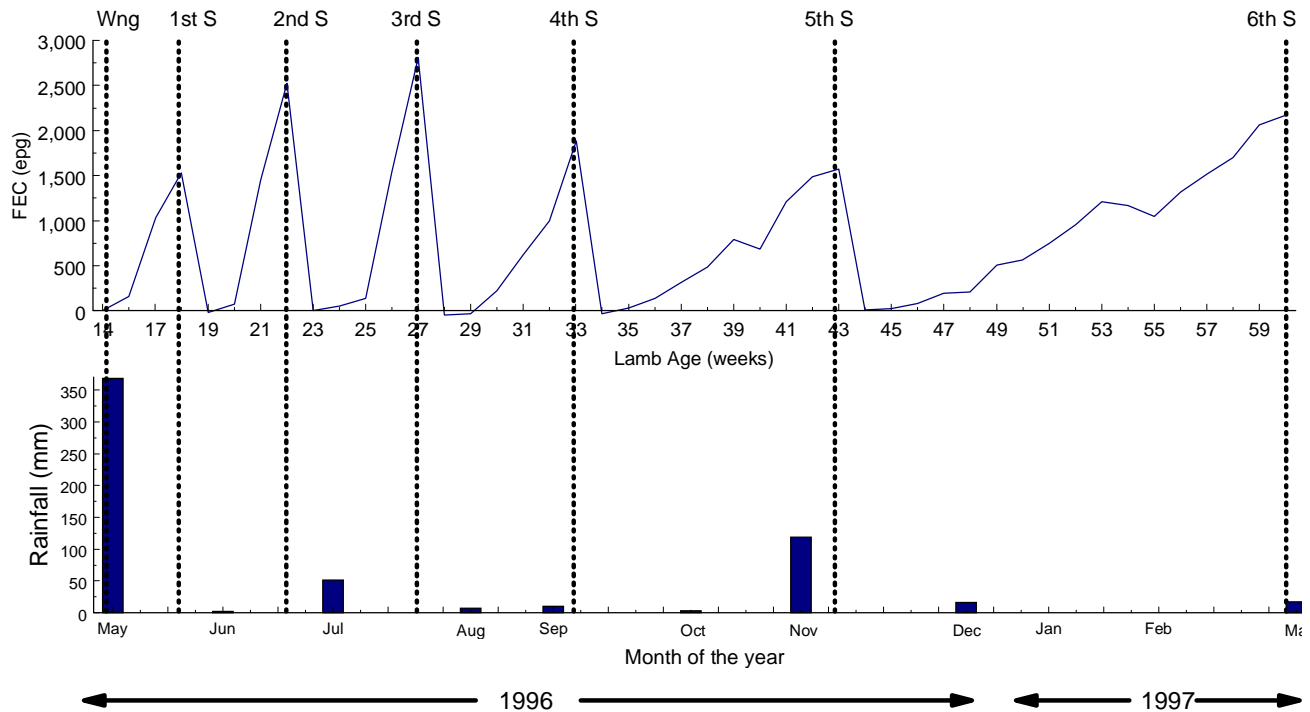 Wng 1st S 2nd S 3rd S 4th S 5th S 6th S
3,000
2,500
2,000
1,500
1,000
500
0
FEC (epg)
14 17 19 21 23 25 27 29 31 33 35 37 39 41 43 45 47 49 51 53 55 57 59
Lamb Age (weeks)
350
300
250
200
150
100
50
0
Rainfall (mm)
May Jun Jul Aug Sep Oct Nov Dec Jan Feb Ma
Month of the year
1996 1997